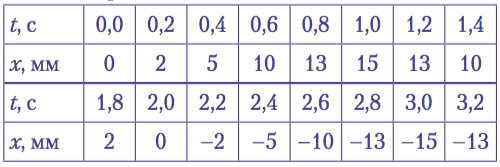 t, с 0,0 0,2 0,4 0,6 0,8 1,0 1,2 1,4
x, мм 0 2 5 10 13 15 13 10
t, с 1,8 2,0 2,2 2,4 2,6 2,8 3,0 3,2
x, мм 2 0 −2 −5 −10 −13 −15 −13